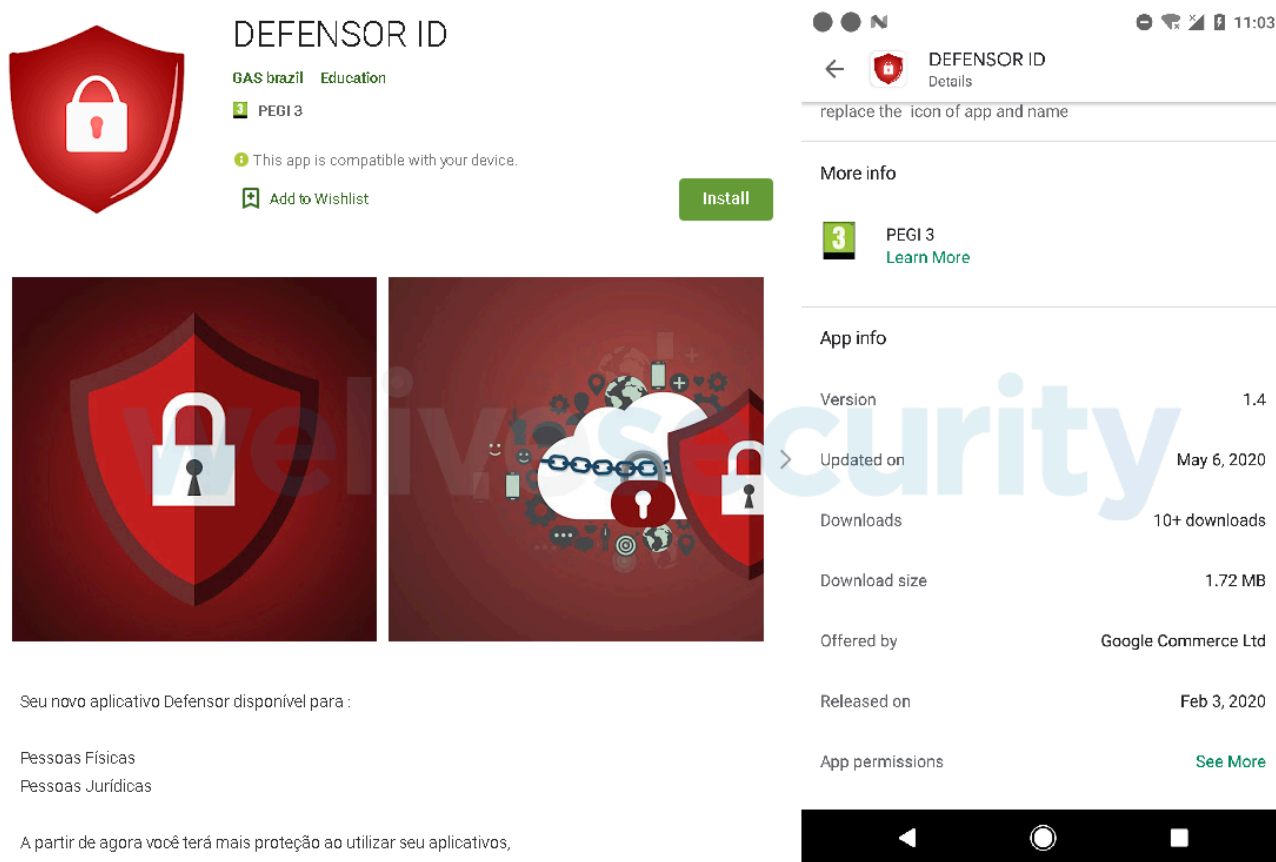 DEFENSOR ID
GAS brazil Education
3 PEGI 3
This app is compatible with your device.
Add to Wishlist
Install
welivesecurity
Seu novo aplicativo Defensor disponível para :
Pessoas Físicas
Pessoas Jurídicas
A partir de agora você terá mais proteção ao utilizar seu aplicativos,
11:03
DEFENSOR ID
Details
replace the icon of app and name
More info
3 PEGI 3
Learn More
App info
Version 1.4
Updated on May 6, 2020
Downloads 10+ downloads
Download size 1.72 MB
Offered by Google Commerce Ltd
Released on Feb 3, 2020
App permissions See More